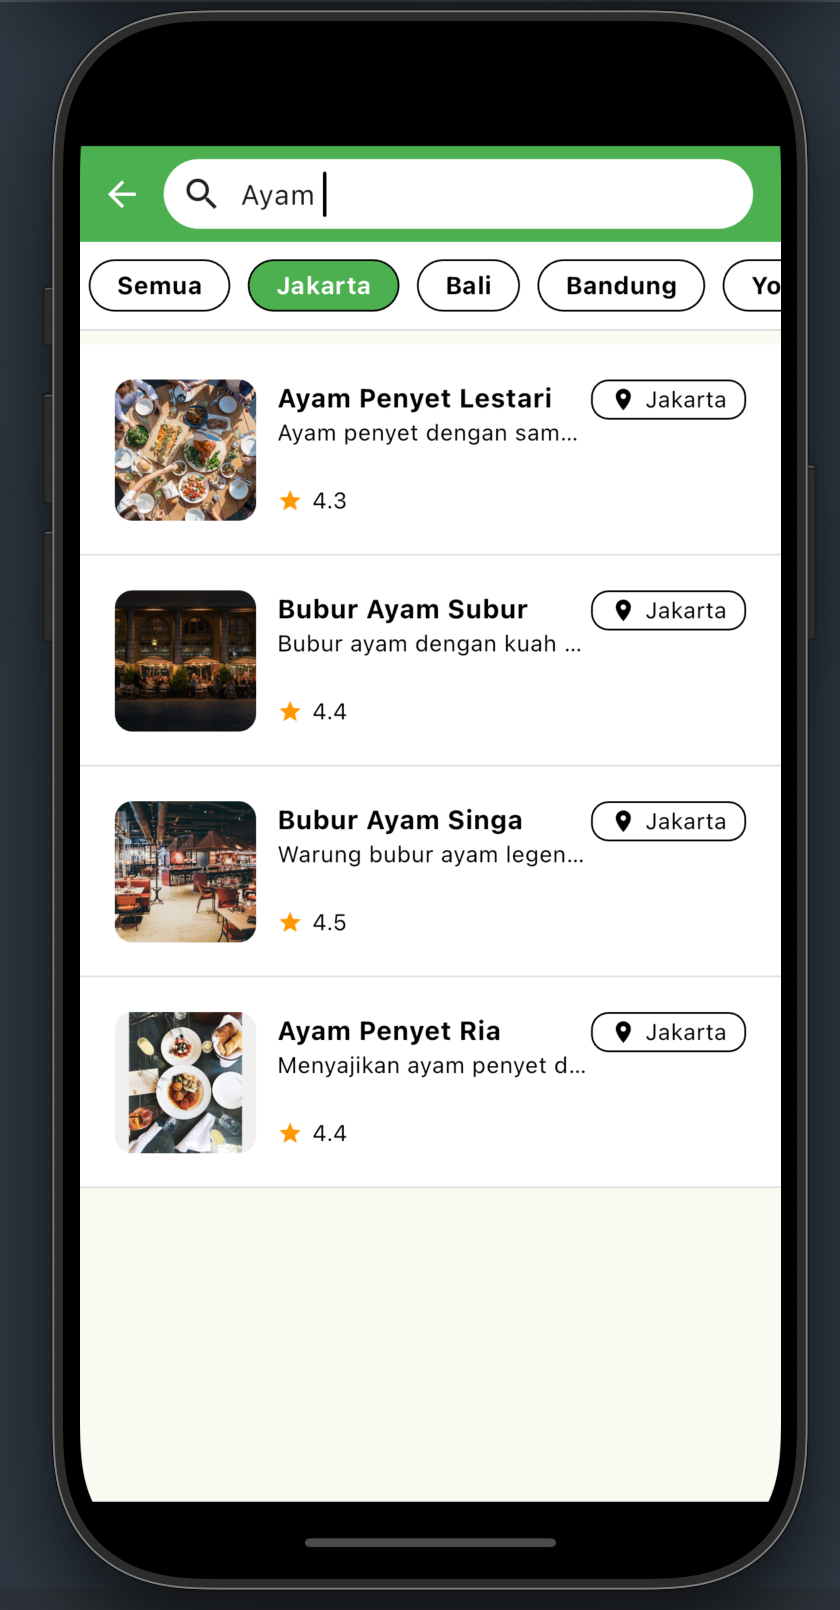 Ayam
Semua Jakarta Bali Bandung Yo
Ayam Penyet Lestari Jakarta
Ayam penyet dengan sam...
4.3
Bubur Ayam Subur Jakarta
Bubur ayam dengan kuah ...
4.4
Bubur Ayam Singa Jakarta
Warung bubur ayam legen...
4.5
Ayam Penyet Ria Jakarta
Menyajikan ayam penyet d...
4.4